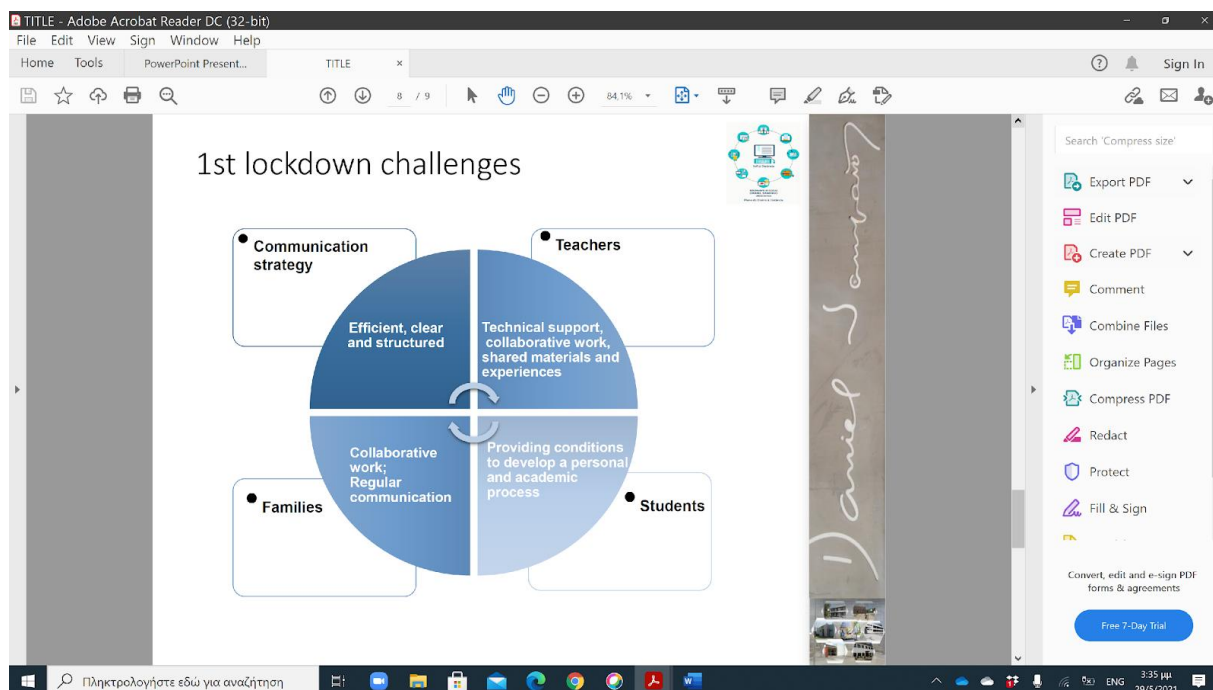 TITLE - Adobe Acrobat Reader DC (32-bit)
File Edit View Sign Window Help
Home Tools PowerPoint Present... TITLE ×
Sign In
8 / 9
84,1%
1st lockdown challenges
Communication
strategy
Teachers
Efficient, clear
and structured
Technical support,
collaborative work,
shared materials and
experiences
Collaborative
work;
Regular
communication
Providing conditions
to develop a personal
and academic
process
Families
Students
Daniel Sampaio
Search 'Compress size'
Export PDF
Edit PDF
Create PDF
Comment
Combine Files
Organize Pages
Compress PDF
Redact
Protect
Fill & Sign
Convert, edit and e-sign PDF
forms & agreements
Free 7-Day Trial
Πληκτρολογήστε εδώ για αναζήτηση
ENG
3:35 μμ
29/5/2021